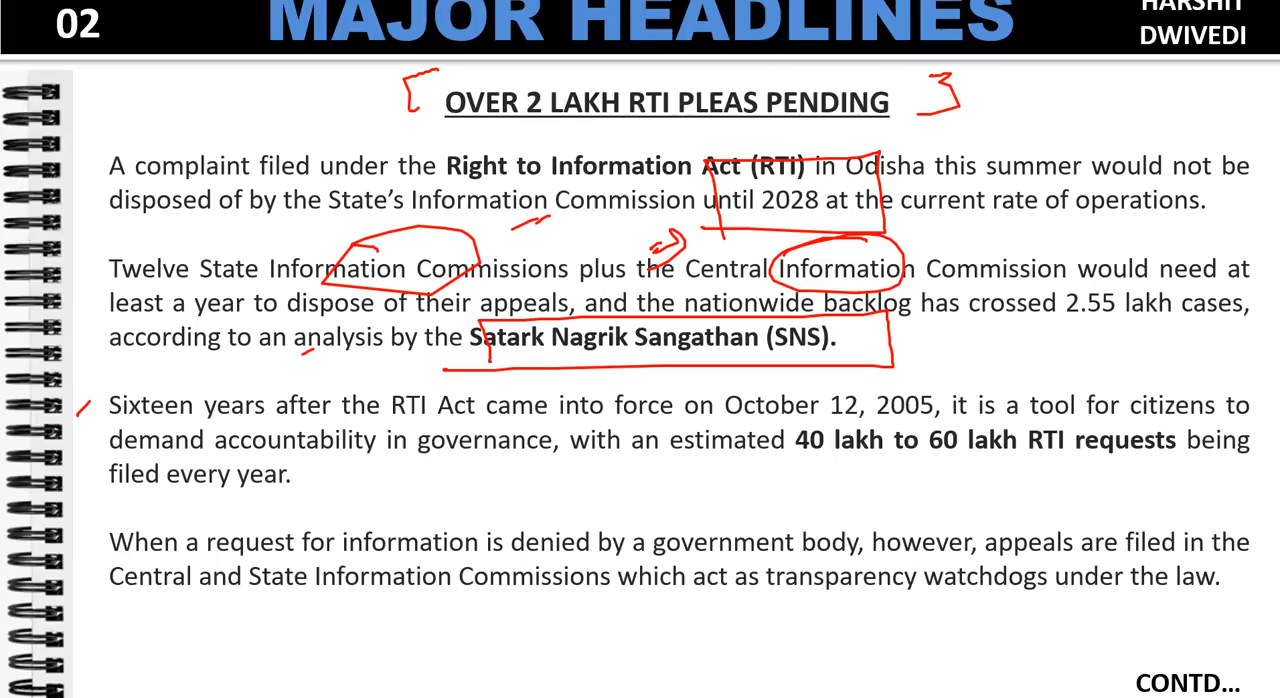 02
MAJOR HEADLINES
HARSHIT
DWIVEDI
OVER 2 LAKH RTI PLEAS PENDING
A complaint filed under the Right to Information Act (RTI) in Odisha this summer would not be
disposed of by the State’s Information Commission until 2028 at the current rate of operations.
Twelve State Information Commissions plus the Central Information Commission would need at
least a year to dispose of their appeals, and the nationwide backlog has crossed 2.55 lakh cases,
according to an analysis by the Satark Nagrik Sangathan (SNS).
Sixteen years after the RTI Act came into force on October 12, 2005, it is a tool for citizens to
demand accountability in governance, with an estimated 40 lakh to 60 lakh RTI requests being
filed every year.
When a request for information is denied by a government body, however, appeals are filed in the
Central and State Information Commissions which act as transparency watchdogs under the law.
CONTD...